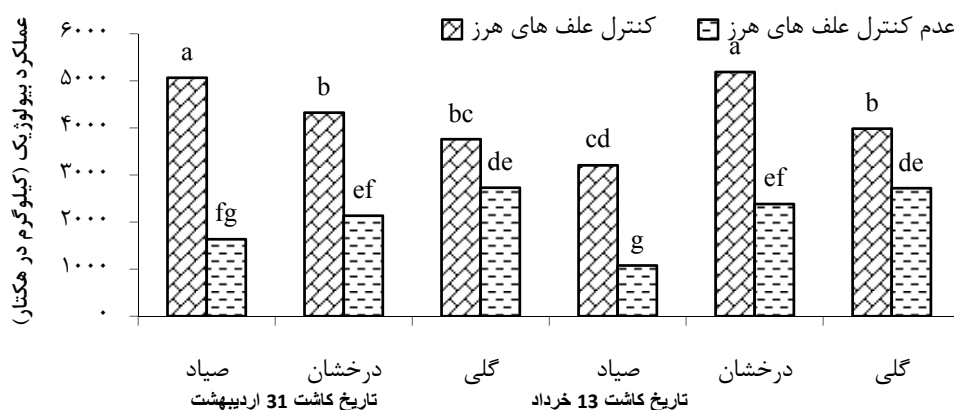 کنترل علف های هرز
عدم کنترل علف های هرز
عملکرد بیولوژیک (کیلوگرم در هکتار)
۶۰۰۰
۵۰۰۰
۴۰۰۰
۳۰۰۰
۲۰۰۰
۱۰۰۰
۰
a
fg
b
ef
bc
de
cd
g
a
ef
b
de
صیاد درخشان گلی صیاد درخشان گلی
تاریخ کاشت 31 اردیبهشت تاریخ کاشت 13 خرداد